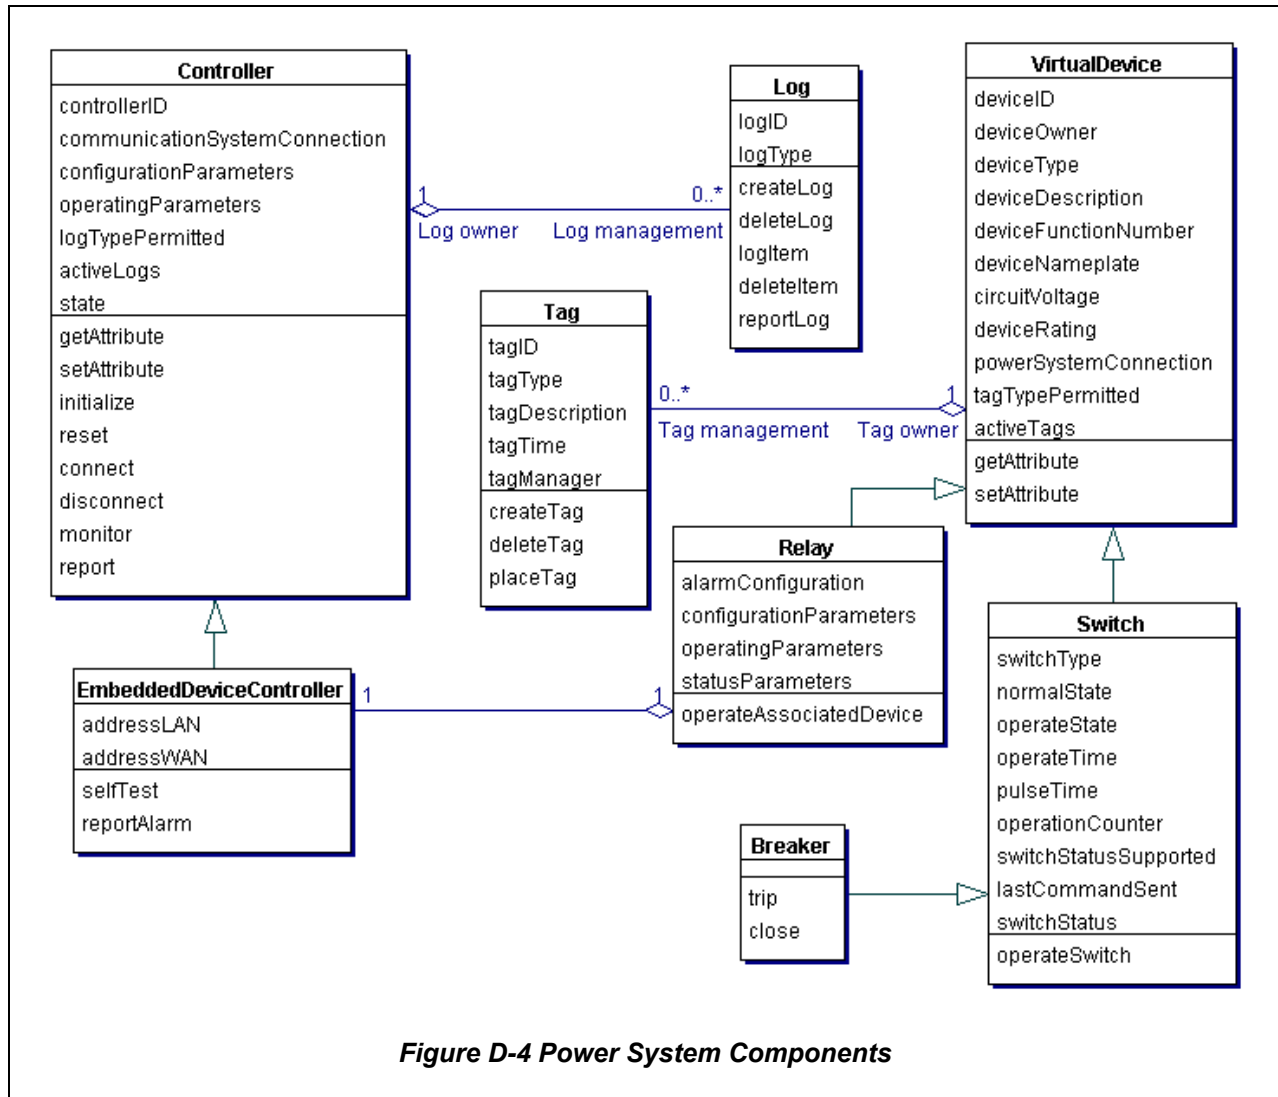 Controller
controllerID
communicationSystemConnection
configurationParameters
operatingParameters
logTypePermitted
activeLogs
state
getAttribute
setAttribute
initialize
reset
connect
disconnect
monitor
report
1
Log owner
0..*
Log management
Log
logID
logType
createLog
deleteLog
logItem
deleteItem
reportLog
VirtualDevice
deviceID
deviceOwner
deviceType
deviceDescription
deviceFunctionNumber
deviceNameplate
circuitVoltage
deviceRating
powerSystemConnection
tagTypePermitted
activeTags
getAttribute
setAttribute
Tag
tagID
tagType
tagDescription
tagTime
tagManager
createTag
deleteTag
placeTag
0..*
Tag management
1
Tag owner
Relay
alarmConfiguration
configurationParameters
operatingParameters
statusParameters
operateAssociatedDevice
EmbeddedDeviceController
addressLAN
addressWAN
selfTest
reportAlarm
1
1
Switch
switchType
normalState
operateState
operateTime
pulseTime
operationCounter
switchStatusSupported
lastCommandSent
switchStatus
operateSwitch
Breaker
trip
close
Figure D-4 Power System Components